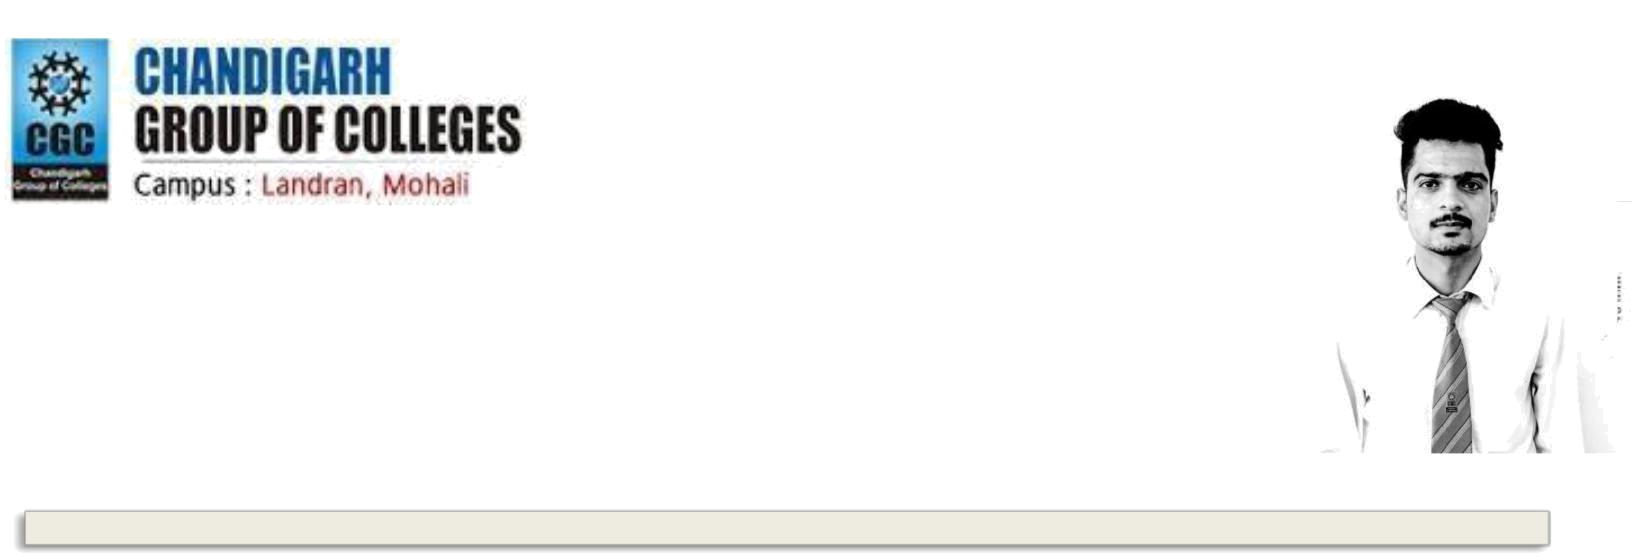 CHANDIGARH
GROUP OF COLLEGES
Campus : Landran, Mohali
CGC
Chandigarh
Group of Colleges